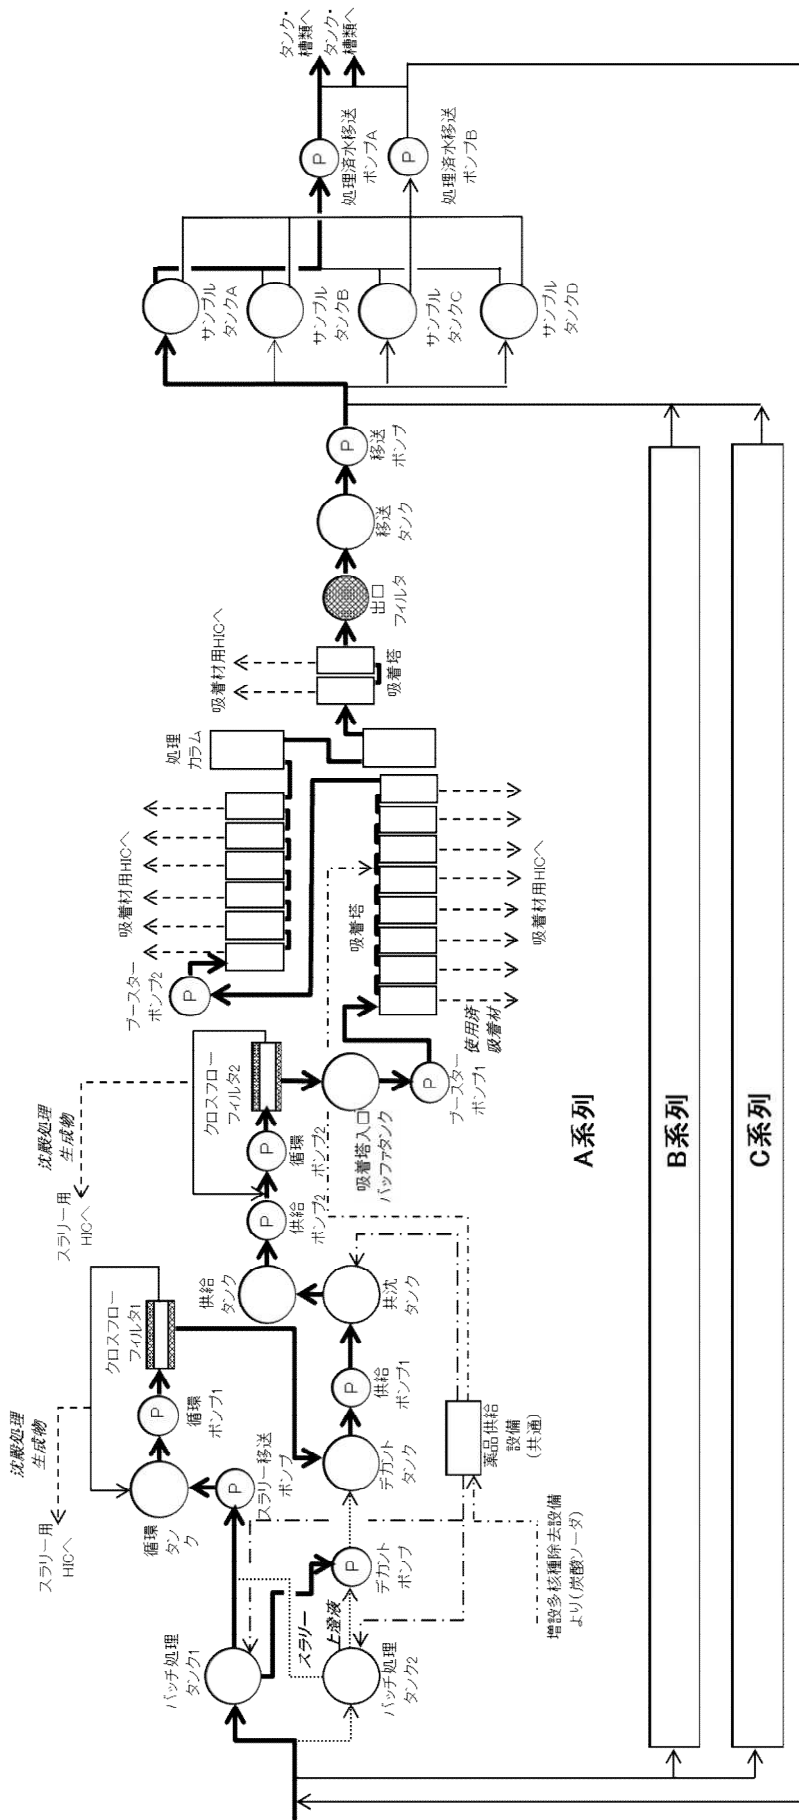 タンク・
槽類へ
タンク・
槽類へ
P
処理済水移送
ポンプA
P
処理済水移送
ポンプB
サンプル
タンクA
サンプル
タンクB
サンプル
タンクC
サンプル
タンクD
P
移送
ポンプ
移送
タンク
出口
フィルタ
吸着塔
吸着材用HICへ
処理
カラム
吸着材用HICへ
吸着塔
吸着材用HICへ
使用済
吸着材
P
ブースター
ポンプ2
P
ブースター
ポンプ1
吸着塔入口
バッファタンク
クロスフロー
フィルタ2
P
循環
ポンプ2
P
供給
ポンプ2
沈殿処理
生成物
スラリー用
HICへ
供給
タンク
共沈
タンク
P
供給
ポンプ1
デカント
タンク
クロスフロー
フィルタ1
P
循環
ポンプ1
循環
タン
ク
P
スラリー移送
ポンプ
沈殿処理
生成物
スラリー用
HICへ
薬品供給
設備
(共通)
P
デカント
ポンプ
増設多核種除去設備
より(炭酸ソーダ)
スラリー
上澄液
バッチ処理
タンク1
バッチ処理
タンク2
A系列
B系列
C系列